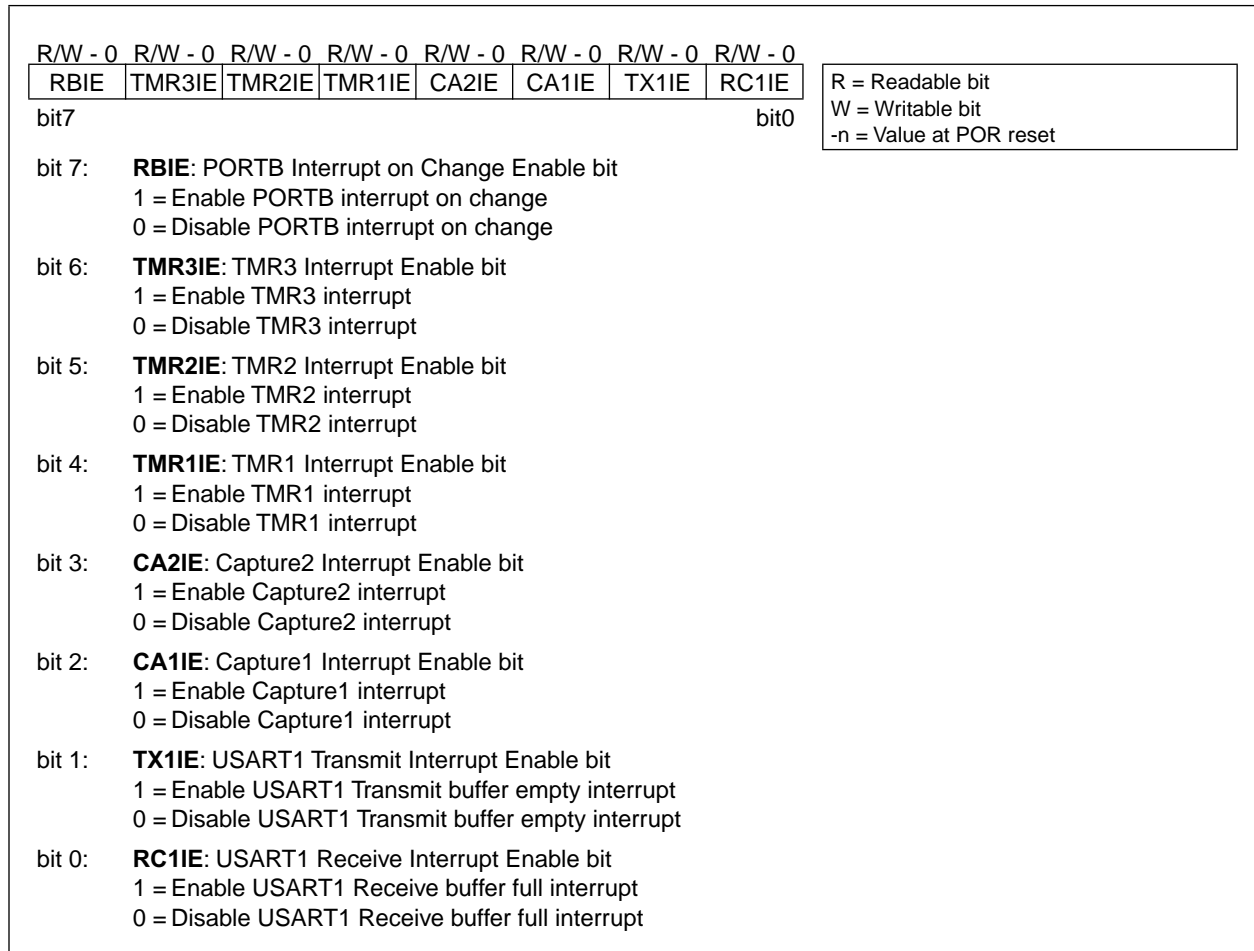 R/W - 0 R/W - 0 R/W - 0 R/W - 0 R/W - 0 R/W - 0 R/W - 0 R/W - 0
RBIE TMR3IE TMR2IE TMR1IE CA2IE CA1IE TX1IE RC1IE
bit7 bit0
R = Readable bit
W = Writable bit
-n = Value at POR reset
bit 7: RBIE: PORTB Interrupt on Change Enable bit
1 = Enable PORTB interrupt on change
0 = Disable PORTB interrupt on change
bit 6: TMR3IE: TMR3 Interrupt Enable bit
1 = Enable TMR3 interrupt
0 = Disable TMR3 interrupt
bit 5: TMR2IE: TMR2 Interrupt Enable bit
1 = Enable TMR2 interrupt
0 = Disable TMR2 interrupt
bit 4: TMR1IE: TMR1 Interrupt Enable bit
1 = Enable TMR1 interrupt
0 = Disable TMR1 interrupt
bit 3: CA2IE: Capture2 Interrupt Enable bit
1 = Enable Capture2 interrupt
0 = Disable Capture2 interrupt
bit 2: CA1IE: Capture1 Interrupt Enable bit
1 = Enable Capture1 interrupt
0 = Disable Capture1 interrupt
bit 1: TX1IE: USART1 Transmit Interrupt Enable bit
1 = Enable USART1 Transmit buffer empty interrupt
0 = Disable USART1 Transmit buffer empty interrupt
bit 0: RC1IE: USART1 Receive Interrupt Enable bit
1 = Enable USART1 Receive buffer full interrupt
0 = Disable USART1 Receive buffer full interrupt